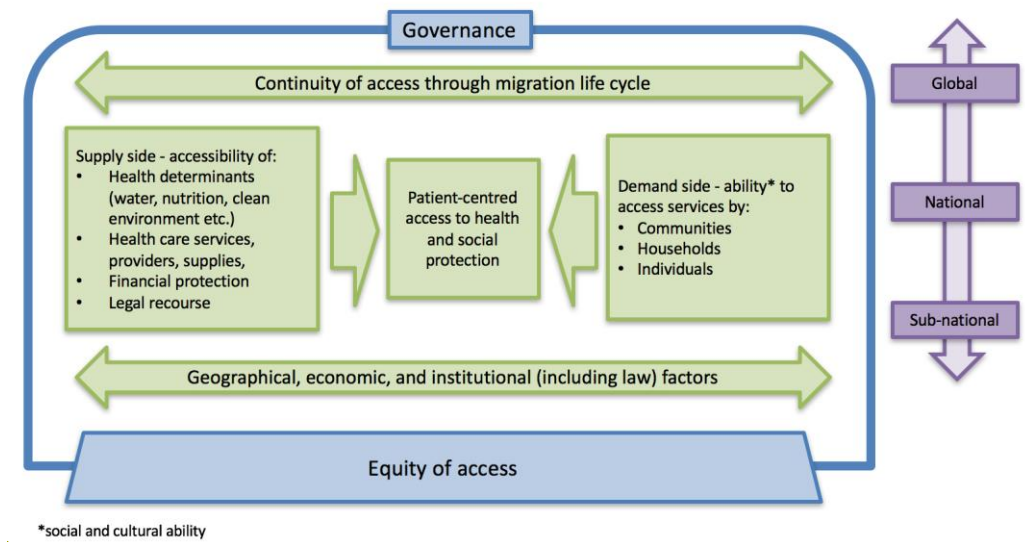 Governance
Continuity of access through migration life cycle
Global
Supply side - accessibility of:
• Health determinants
(water, nutrition, clean
environment etc.)
• Health care services,
providers, supplies,
• Financial protection
• Legal recourse
Patient-centred
access to health
and social
protection
Demand side - ability* to
access services by:
• Communities
• Households
• Individuals
National
Sub-national
Geographical, economic, and institutional (including law) factors
Equity of access
*social and cultural ability